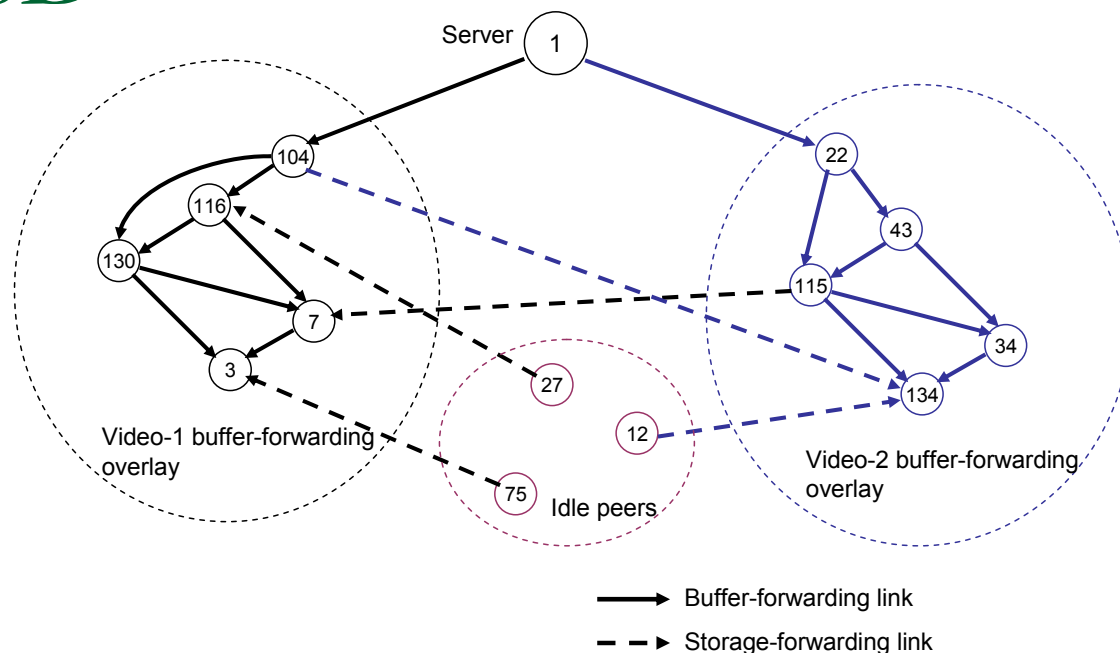 Server
1
104
22
116
43
130
115
7
34
3
27
134
12
Video-1 buffer-forwarding
overlay
Video-2 buffer-forwarding
overlay
75
Idle peers
Buffer-forwarding link
Storage-forwarding link